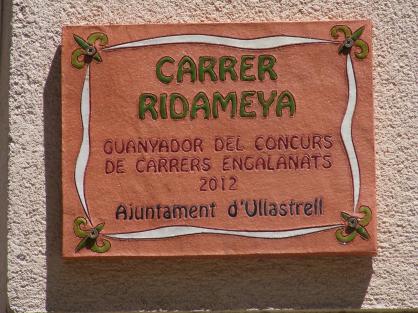 CARRER
RIDAMEYA
GUANYADOR DEL CONCURS
DE CARRERS ENGALANATS
2012
Ajuntament d'Ullastrell